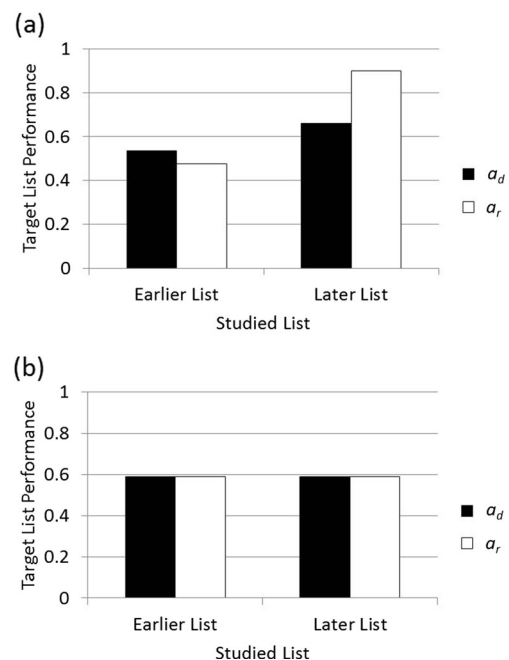 (a)
Target List Performance
1
0.8
0.6
0.4
0.2
0
Earlier List
Later List
Studied List
a_d
a_r
(b)
Target List Performance
1
0.8
0.6
0.4
0.2
0
Earlier List
Later List
Studied List
a_d
a_r